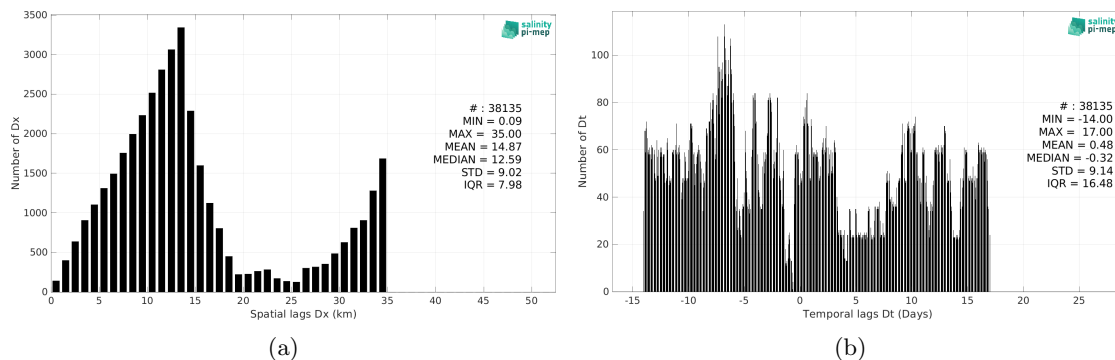 3500
3000
2500
2000
1500
1000
500
0
Number of Dx
0 5 10 15 20 25 30 35 40 45 50
Spatial lags Dx (km)
salinity
pi-mep
# : 38135
MIN = 0.09
MAX = 35.00
MEAN = 14.87
MEDIAN = 12.59
STD = 9.02
IQR = 7.98
(a)
100
80
60
40
20
0
Number of Dt
-15 -10 -5 0 5 10 15 20 25
Temporal lags Dt (Days)
salinity
pi-mep
# : 38135
MIN = -14.00
MAX = 17.00
MEAN = 0.48
MEDIAN = -0.32
STD = 9.14
IQR = 16.48
(b)